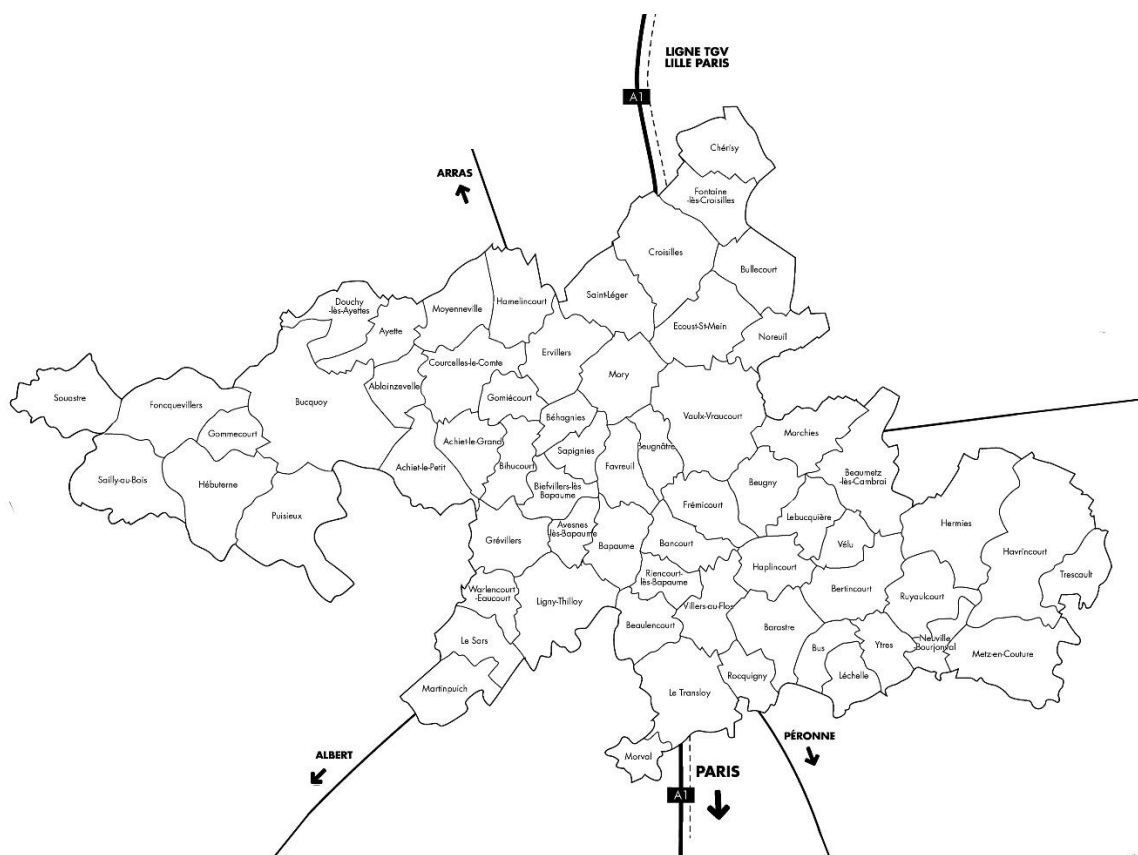 LIGNE TGV
LILLE PARIS
A1
Chérisy
ARRAS
Fontaine
-lès-Croisilles
Croisilles
Bullecourt
Saint-Léger
Hamelincourt
Moyenneville
Douchy
-lès-Ayettes
Ayette
Ecoust-St-Mein
Noreuil
Ervillers
Courcelles-le-Comte
Mory
Ablainzevelle
Souastre
Foncquevillers
Bucquoy
Gomiécourt
Vaulx-Vraucourt
Gommecourt
Béhagnies
Morchies
Achiet-le-Grand
Beugnâtre
Sapignies
Achiet-le-Petit
Bihucourt
Favreuil
Beaumetz
-lès-Cambrai
Sailly-au-Bois
Hébuterne
Biefvillers-lès
Bapaume
Beugny
Frémicourt
Puisieux
Lebucquière
Hermies
Avesnes
-lès-Bapaume
Grévillers
Bapaume
Bancourt
Vélu
Havrincourt
Haplincourt
Riencourt
-lès-Bapaume
Trescault
Warlencourt
-Eaucourt
Ligny-Thilloy
Villers-au-Flos
Bertincourt
Ruyaulcourt
Beaulencourt
Barastre
Le Sars
Bus
Ytres
Neuville
-Bourjonval
Metz-en-Couture
Rocquigny
Léchelle
Martinpuich
Le Transloy
PÉRONNE
ALBERT
Morval
PARIS
A1